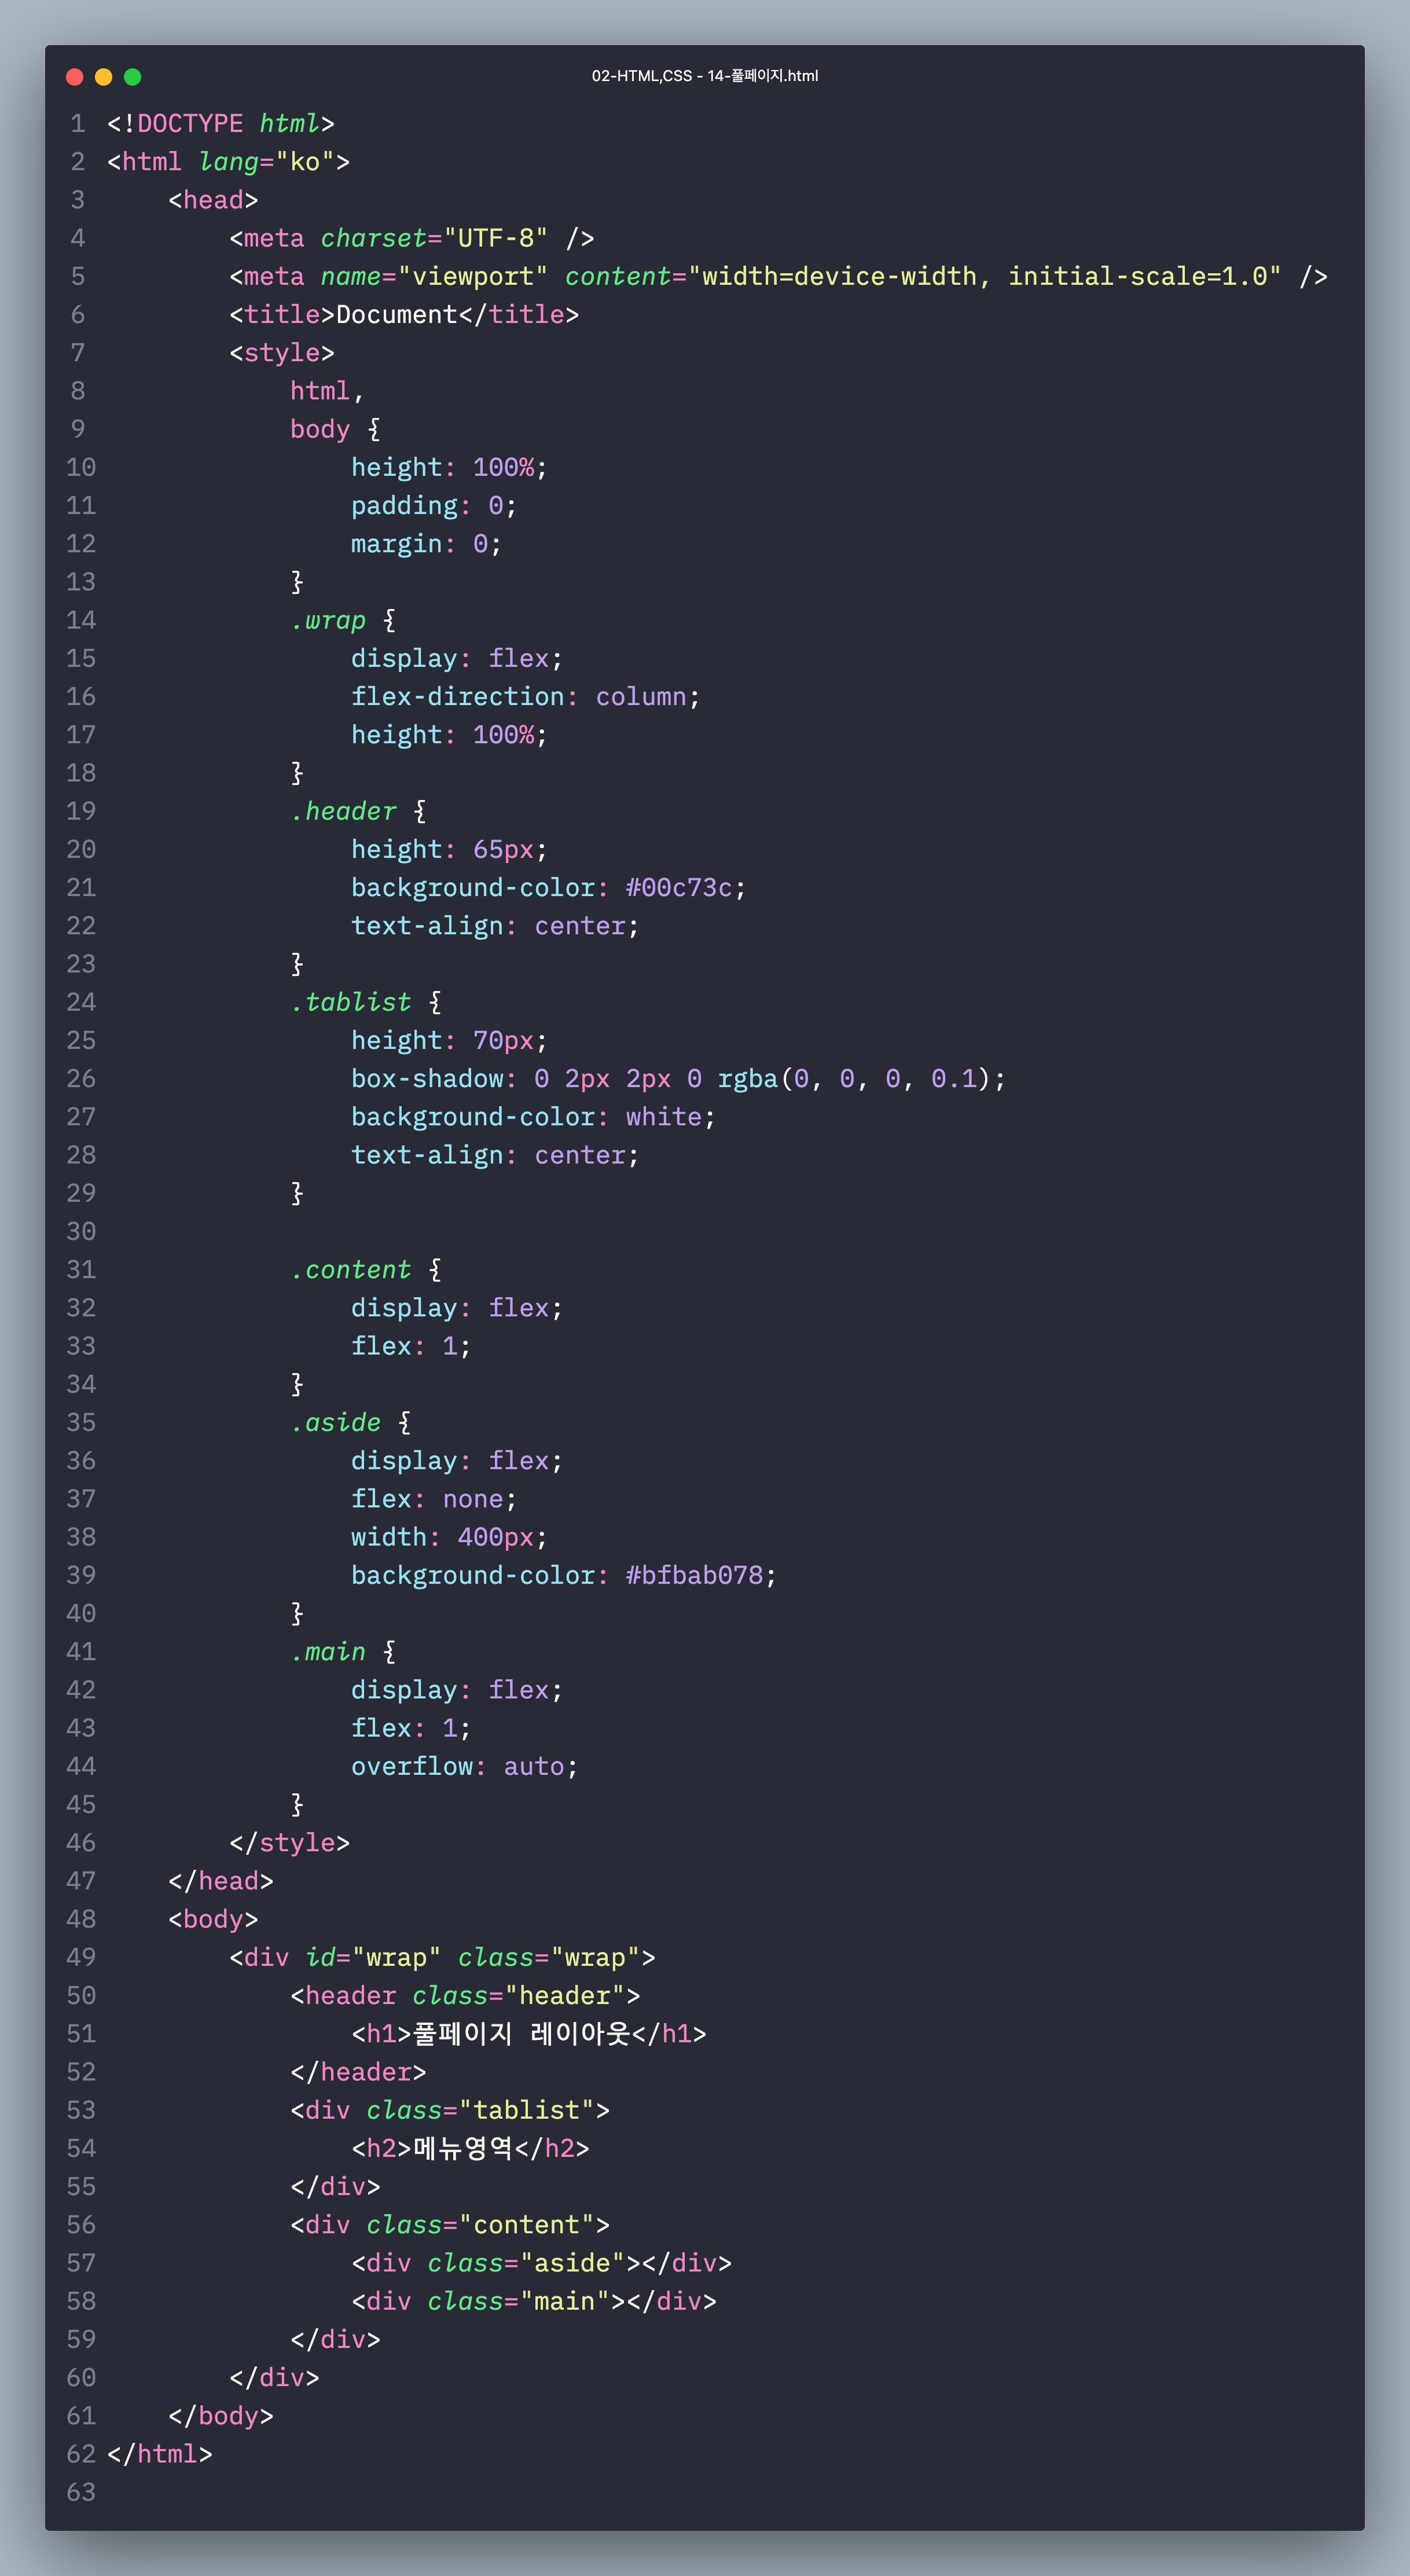 02-HTML,CSS - 14-풀페이지.html
1 <!DOCTYPE html>
2 <html lang="ko">
3     <head>
4         <meta charset="UTF-8" />
5         <meta name="viewport" content="width=device-width, initial-scale=1.0" />
6         <title>Document</title>
7         <style>
8             html,
9             body {
10                 height: 100%;
11                 padding: 0;
12                 margin: 0;
13             }
14             .wrap {
15                 display: flex;
16                 flex-direction: column;
17                 height: 100%;
18             }
19             .header {
20                 height: 65px;
21                 background-color: #00c73c;
22                 text-align: center;
23             }
24             .tablist {
25                 height: 70px;
26                 box-shadow: 0 2px 2px 0 rgba(0, 0, 0, 0.1);
27                 background-color: white;
28                 text-align: center;
29             }
30
31             .content {
32                 display: flex;
33                 flex: 1;
34             }
35             .aside {
36                 display: flex;
37                 flex: none;
38                 width: 400px;
39                 background-color: #bfbab078;
40             }
41             .main {
42                 display: flex;
43                 flex: 1;
44                 overflow: auto;
45             }
46         </style>
47     </head>
48     <body>
49         <div id="wrap" class="wrap">
50             <header class="header">
51                 <h1>풀페이지 레이아웃</h1>
52             </header>
53             <div class="tablist">
54                 <h2>메뉴영역</h2>
55             </div>
56             <div class="content">
57                 <div class="aside"></div>
58                 <div class="main"></div>
59             </div>
60         </div>
61     </body>
62 </html>
63